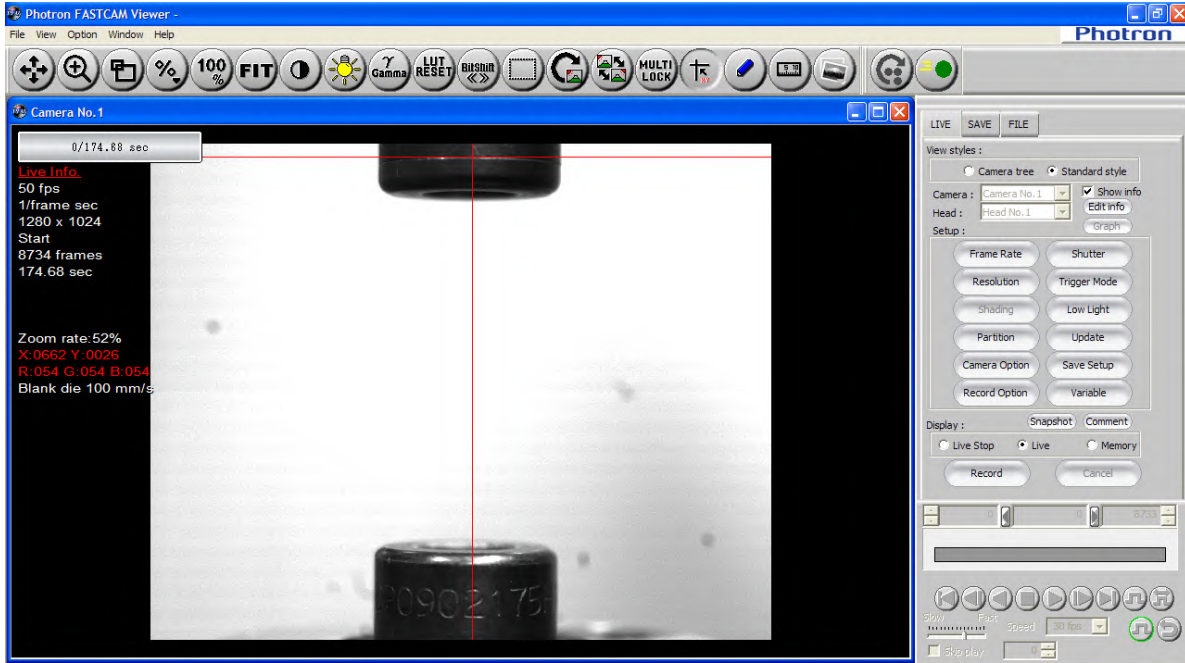 Photron FASTCAM Viewer -
File View Option Window Help
Photron
100 %
%
FIT
γ Gamma
LUT RESET
BitShift
MULTI LOCK
XY
5 10
Camera No.1
0/174.68 sec
Live Info.
50 fps
1/frame sec
1280 x 1024
Start
8734 frames
174.68 sec
Zoom rate:52%
X:0662 Y:0026
R:054 G:054 B:054
Blank die 100 mm/s
P0902175
LIVE SAVE FILE
View styles :
Camera tree Standard style
Camera : Camera No.1 Show info
Head : Head No.1 Edit info
Setup : Graph
Frame Rate Shutter
Resolution Trigger Mode
Shading Low Light
Partition Update
Camera Option Save Setup
Record Option Variable
Display : Snapshot Comment
Live Stop Live Memory
Record Cancel
0 0 8733
Slow Fast Speed 30 fps
Skip play 0